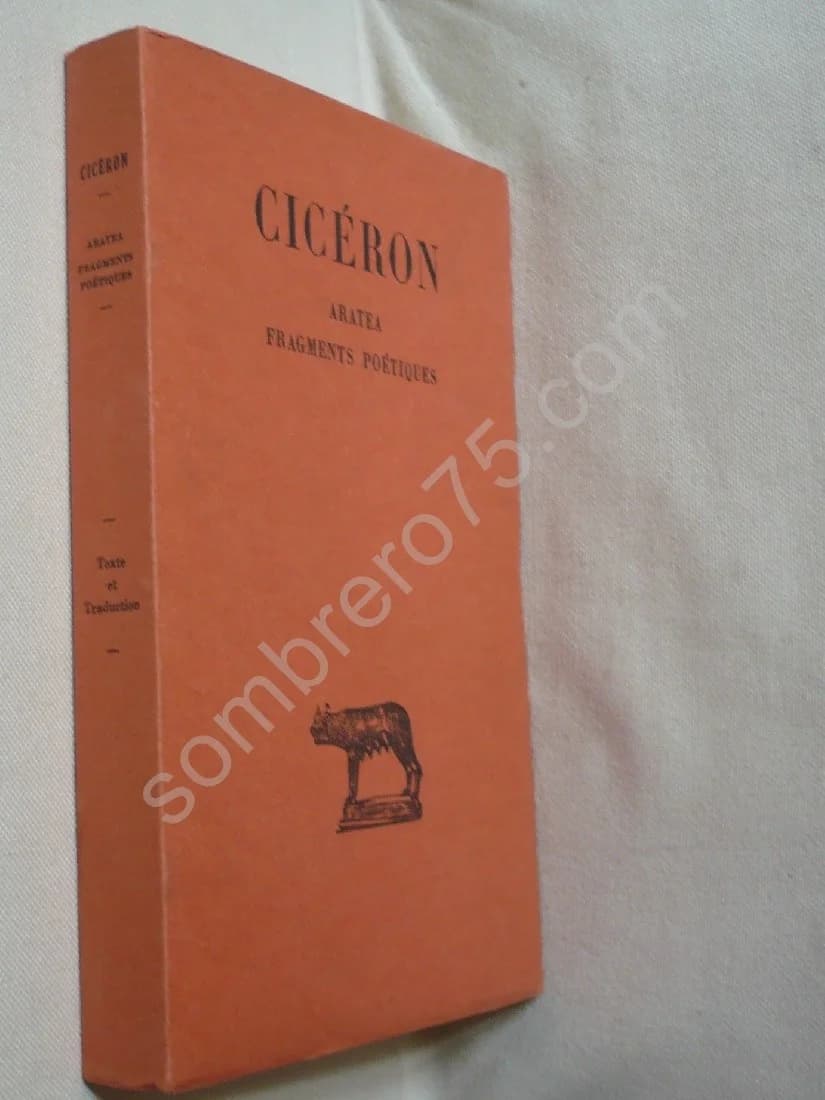 CICÉRON
ARATEA
FRAGMENTS
POÉTIQUES
Texte
et
Traduction
CICÉRON
ARATEA
FRAGMENTS POÉTIQUES
sombrero75.com